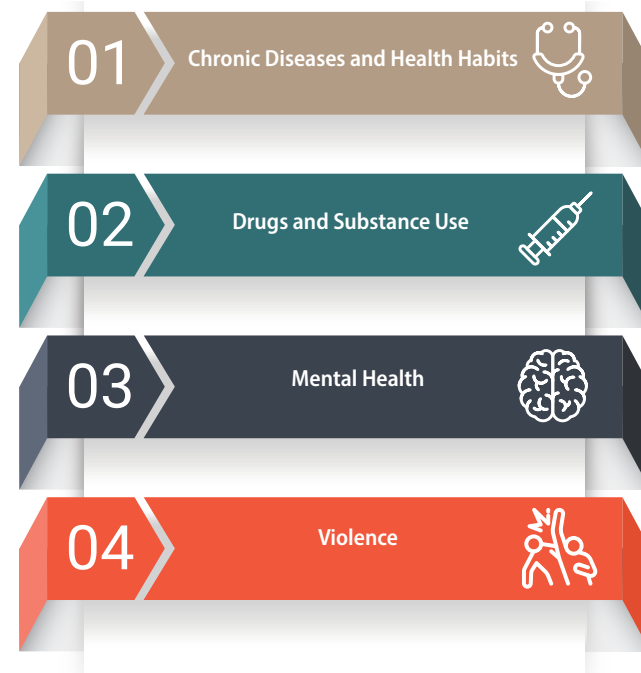 01
Chronic Diseases and Health Habits
02
Drugs and Substance Use
03
Mental Health
04
Violence